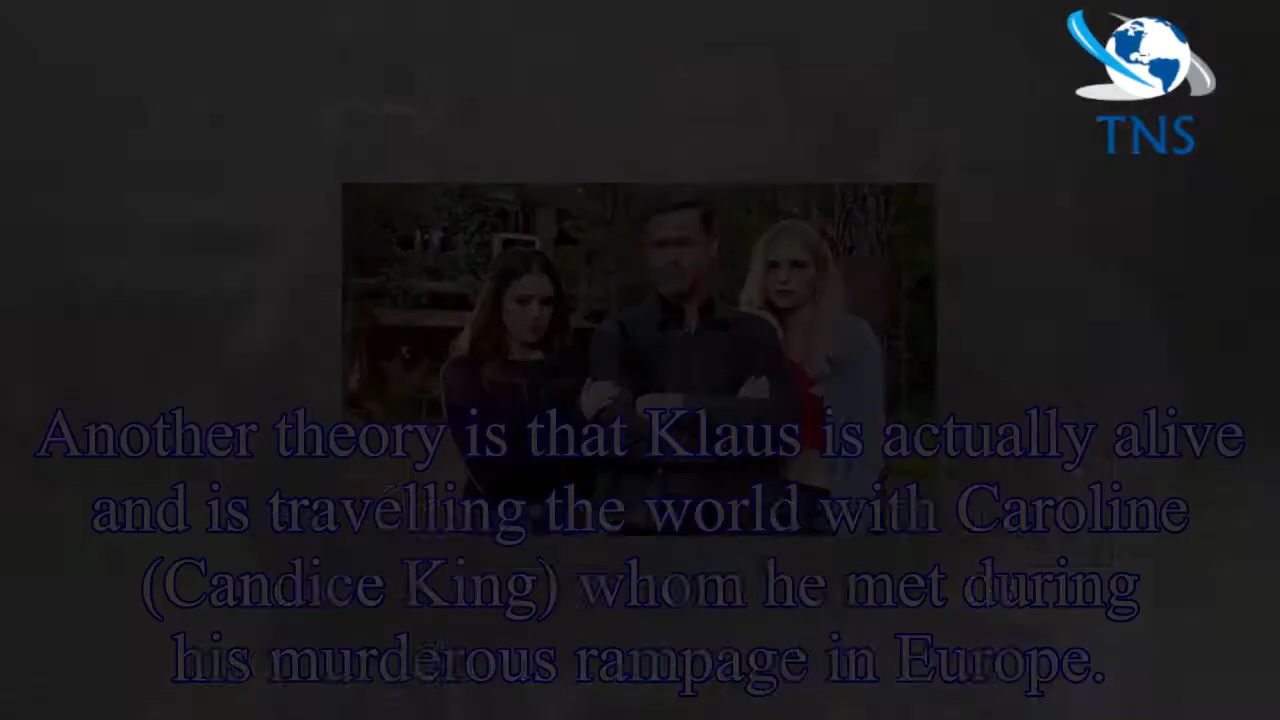 TNS
Another theory is that Klaus is actually alive
and is travelling the world with Caroline
(Candice King) whom he met during
his murderous rampage in Europe.